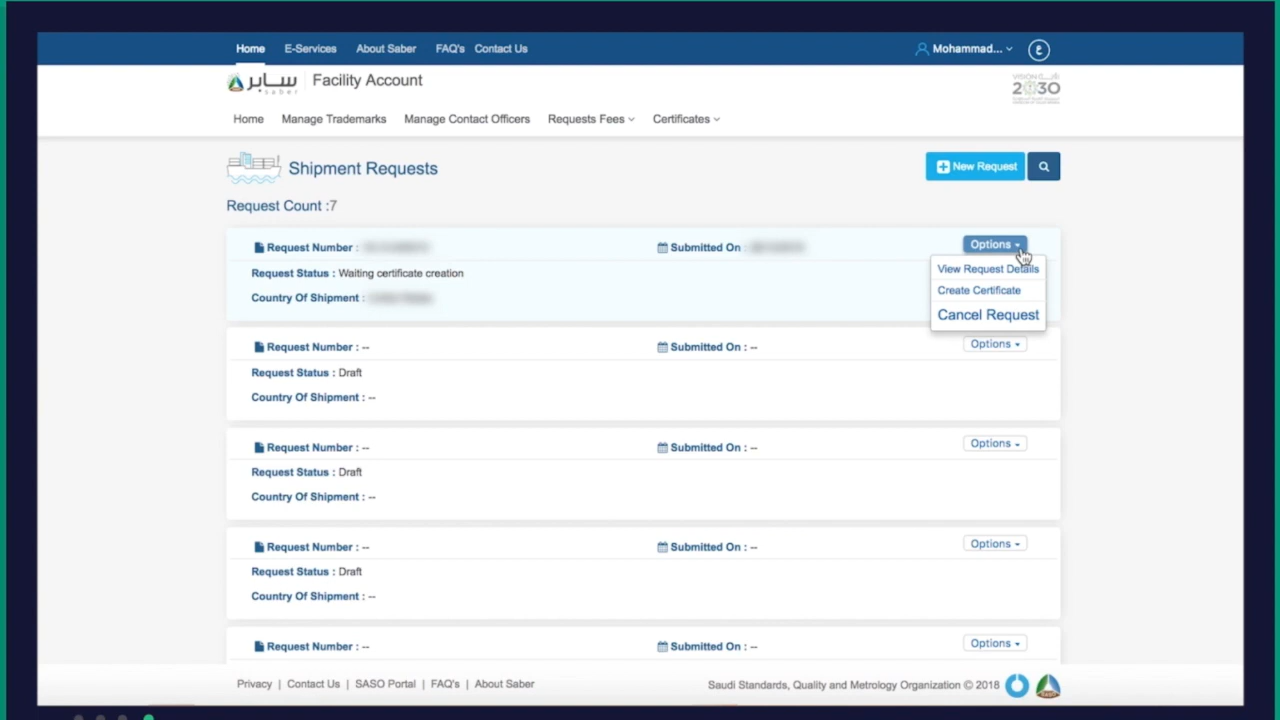 Home E-Services About Saber FAQ's Contact Us Mohammad... ع
سابر saber Facility Account
2030
Home Manage Trademarks Manage Contact Officers Requests Fees Certificates
Shipment Requests New Request
Request Count :7
Request Number : Submitted On : Options
Request Status : Waiting certificate creation
Country Of Shipment :
View Request Details
Create Certificate
Cancel Request
Request Number : -- Submitted On : -- Options
Request Status : Draft
Country Of Shipment : --
Request Number : -- Submitted On : -- Options
Request Status : Draft
Country Of Shipment : --
Request Number : -- Submitted On : -- Options
Request Status : Draft
Country Of Shipment : --
Request Number : -- Submitted On : -- Options
Privacy | Contact Us | SASO Portal | FAQ's | About Saber Saudi Standards, Quality and Metrology Organization © 2018